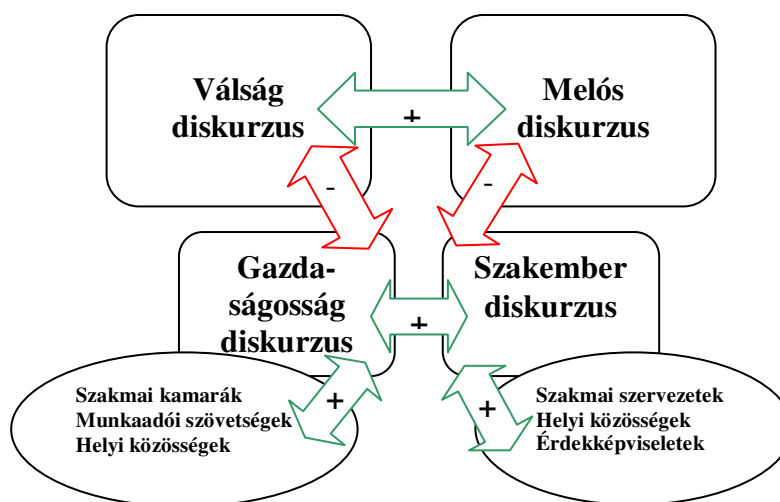 Válság
diskurzus
+
Melós
diskurzus
-
-
Gazda-
ságosság
diskurzus
+
Szakember
diskurzus
Szakmai kamarák
Munkaadói szövetségek
Helyi közösségek
+
+
Szakmai szervezetek
Helyi közösségek
Érdekképviseletek